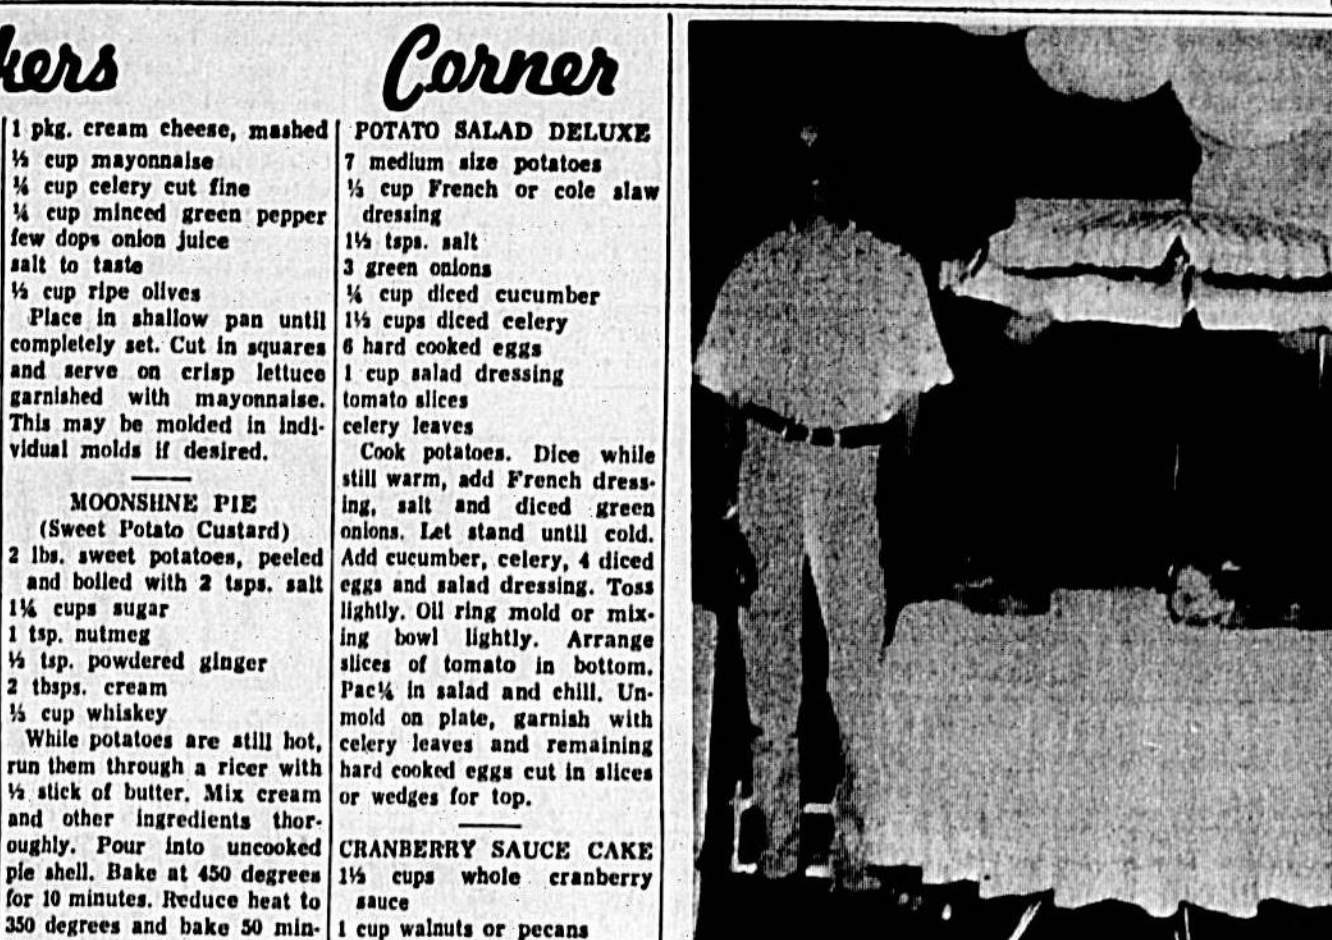 kers Corner
1 pkg. cream cheese, mashed
½ cup mayonnaise
¼ cup celery cut fine
¼ cup minced green pepper
few dops onion juice
salt to taste
½ cup ripe olives
Place in shallow pan until
completely set. Cut in squares
and serve on crisp lettuce
garnished with mayonnaise.
This may be molded in indi-
vidual molds if desired.
MOONSHNE PIE
(Sweet Potato Custard)
2 lbs. sweet potatoes, peeled
and boiled with 2 tsps. salt
1¼ cups sugar
1 tsp. nutmeg
½ tsp. powdered ginger
2 tbsps. cream
⅓ cup whiskey
While potatoes are still hot,
run them through a ricer with
½ stick of butter. Mix cream
and other ingredients thor-
oughly. Pour into uncooked
pie shell. Bake at 450 degrees
for 10 minutes. Reduce heat to
350 degrees and bake 50 min-
POTATO SALAD DELUXE
7 medium size potatoes
⅓ cup French or cole slaw
dressing
1½ tsps. salt
3 green onions
¼ cup diced cucumber
1½ cups diced celery
6 hard cooked eggs
1 cup salad dressing
tomato slices
celery leaves
Cook potatoes. Dice while
still warm, add French dress-
ing, salt and diced green
onions. Let stand until cold.
Add cucumber, celery, 4 diced
eggs and salad dressing. Toss
lightly. Oil ring mold or mix-
ing bowl lightly. Arrange
slices of tomato in bottom.
Pac¼ in salad and chill. Un-
mold on plate, garnish with
celery leaves and remaining
hard cooked eggs cut in slices
or wedges for top.
CRANBERRY SAUCE CAKE
1½ cups whole cranberry
sauce
1 cup walnuts or pecans